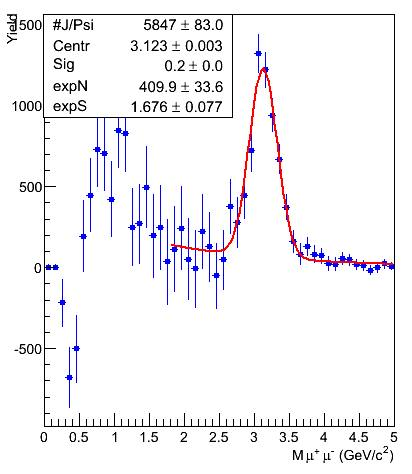 #J/Psi 5847 ± 83.0
Centr 3.123 ± 0.003
Sig 0.2 ± 0.0
expN 409.9 ± 33.6
expS 1.676 ± 0.077
Yield
1500
1000
500
0
-500
0 0.5 1 1.5 2 2.5 3 3.5 4 4.5 5
M μ⁺ μ⁻ (GeV/c²)